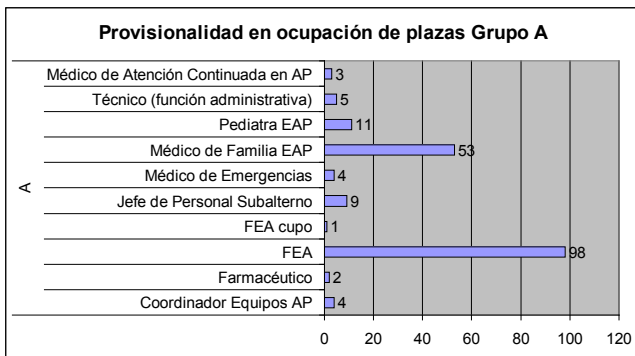 Provisionalidad en ocupación de plazas Grupo A
A
Médico de Atención Continuada en AP 3
Técnico (función administrativa) 5
Pediatra EAP 11
Médico de Familia EAP 53
Médico de Emergencias 4
Jefe de Personal Subalterno 9
FEA cupo 1
FEA 98
Farmacéutico 2
Coordinador Equipos AP 4
0 20 40 60 80 100 120